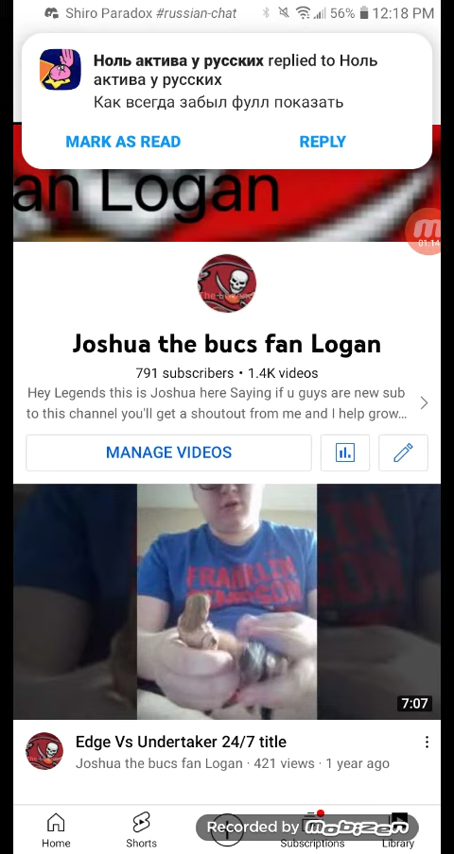 Shiro Paradox #russian-chat 56% 12:18 PM
Ноль актива у русских replied to Ноль
актива у русских
Как всегда забыл фулл показать
MARK AS READ REPLY
an Logan
01:14
Joshua the bucs fan Logan
791 subscribers • 1.4K videos
Hey Legends this is Joshua here Saying if u guys are new sub
to this channel you'll get a shoutout from me and I help grow...
MANAGE VIDEOS
FRANKLIN
7:07
Edge Vs Undertaker 24/7 title
Joshua the bucs fan Logan · 421 views · 1 year ago
Home Shorts Subscriptions Library
Recorded by mobizen